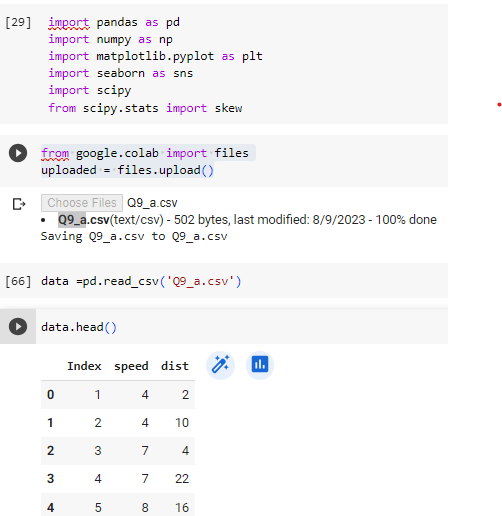 [29] import pandas as pd
import numpy as np
import matplotlib.pyplot as plt
import seaborn as sns
import scipy
from scipy.stats import skew
from google.colab import files
uploaded = files.upload()
Choose Files Q9_a.csv
• Q9_a.csv(text/csv) - 502 bytes, last modified: 8/9/2023 - 100% done
Saving Q9_a.csv to Q9_a.csv
[66] data =pd.read_csv('Q9_a.csv')
data.head()
Index speed dist
0 1 4 2
1 2 4 10
2 3 7 4
3 4 7 22
4 5 8 16